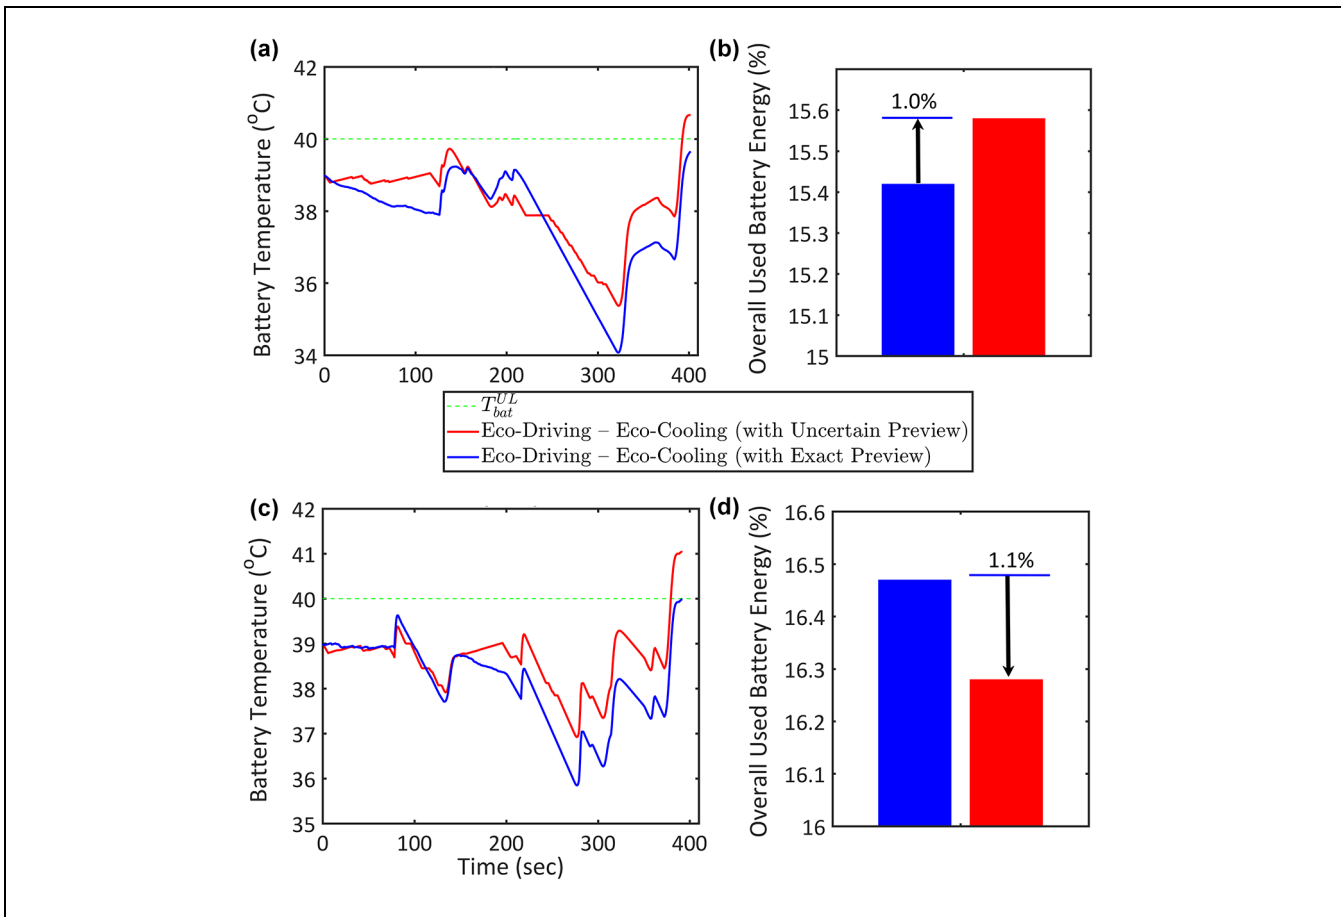 (a)
Battery Temperature (°C)
42
40
38
36
34
0 100 200 300 400
(b)
Overall Used Battery Energy (%)
15.6
15.5
15.4
15.3
15.2
15.1
15
1.0%
T_bat^UL
Eco-Driving – Eco-Cooling (with Uncertain Preview)
Eco-Driving – Eco-Cooling (with Exact Preview)
(c)
Battery Temperature (°C)
42
41
40
39
38
37
36
35
0 100 200 300 400
Time (sec)
(d)
Overall Used Battery Energy (%)
16.6
16.5
16.4
16.3
16.2
16.1
16
1.1%